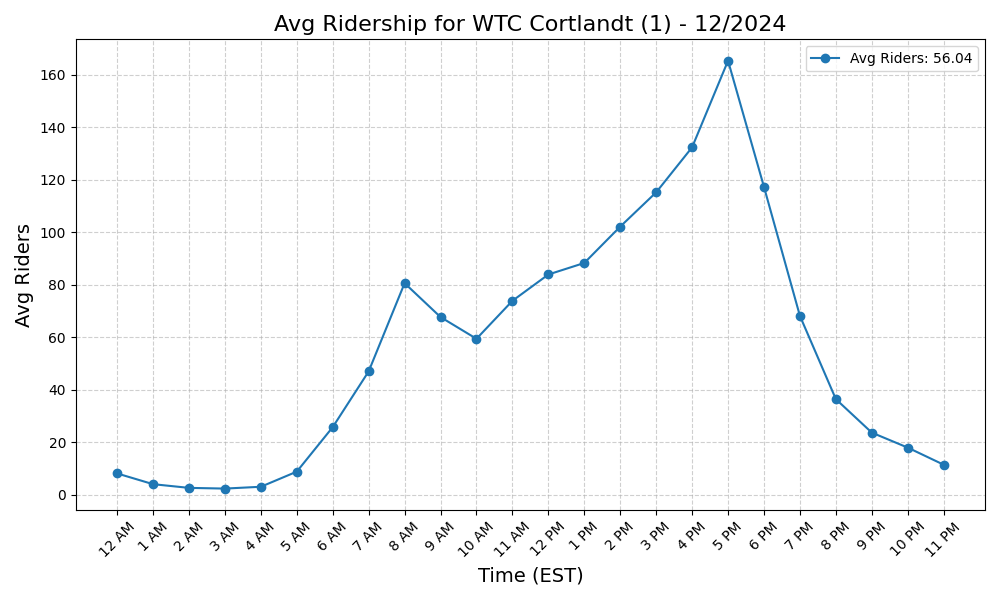 Avg Ridership for WTC Cortlandt (1) - 12/2024
Avg Riders: 56.04
Avg Riders
160
140
120
100
80
60
40
20
0
12 AM
1 AM
2 AM
3 AM
4 AM
5 AM
6 AM
7 AM
8 AM
9 AM
10 AM
11 AM
12 PM
1 PM
2 PM
3 PM
4 PM
5 PM
6 PM
7 PM
8 PM
9 PM
10 PM
11 PM
Time (EST)